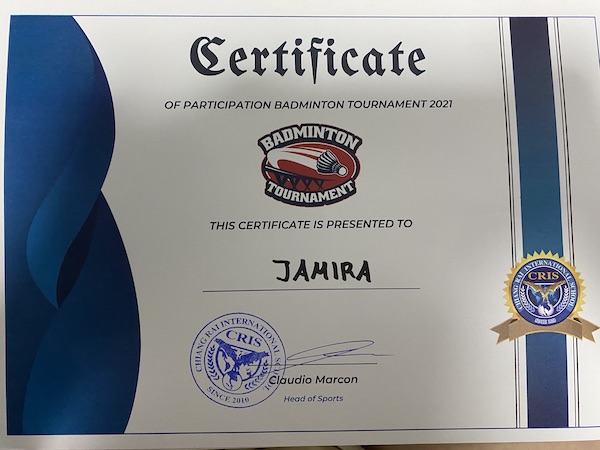 Certificate
OF PARTICIPATION BADMINTON TOURNAMENT 2021
BADMINTON
TOURNAMENT
THIS CERTIFICATE IS PRESENTED TO
JAMIRA
CHIANG RAI INTERNATIONAL SCHOOL
CRIS
CHIANG RAI INTERNATIONAL SCHOOL
CRIS
SINCE 2010
Claudio Marcon
Head of Sports